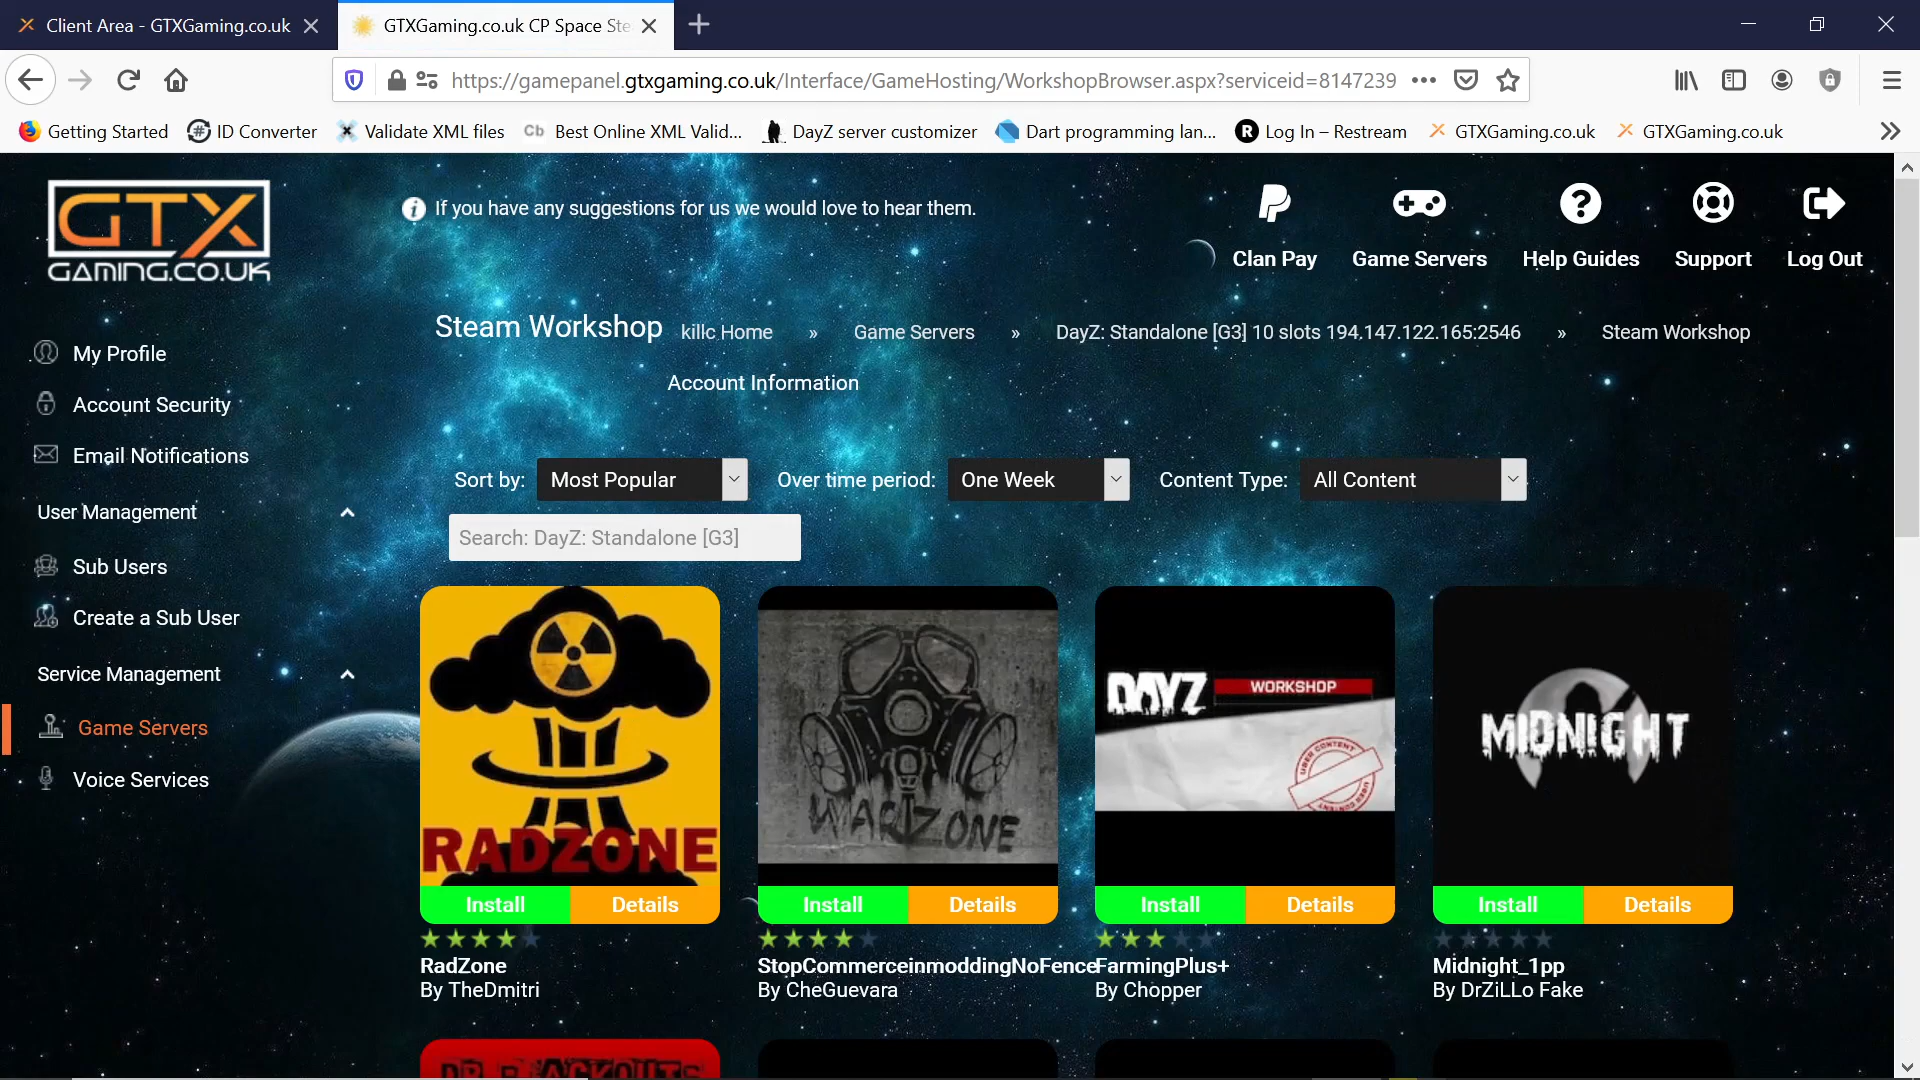 Client Area - GTXGaming.co.uk
GTXGaming.co.uk CP Space Ste
https://gamepanel.gtxgaming.co.uk/Interface/GameHosting/WorkshopBrowser.aspx?serviceid=8147239
Getting Started
ID Converter
Validate XML files
Cb Best Online XML Valid...
DayZ server customizer
Dart programming lan...
R Log In – Restream
GTXGaming.co.uk
GTXGaming.co.uk
GTX
GAMING.CO.UK
If you have any suggestions for us we would love to hear them.
Clan Pay
Game Servers
Help Guides
Support
Log Out
Steam Workshop
killc Home » Game Servers » DayZ: Standalone [G3] 10 slots 194.147.122.165:2546 » Steam Workshop
Account Information
My Profile
Account Security
Email Notifications
User Management
Sub Users
Create a Sub User
Service Management
Game Servers
Voice Services
Sort by: Most Popular
Over time period: One Week
Content Type: All Content
Search: DayZ: Standalone [G3]
RADZONE
WARZONE
DAYZ WORKSHOP
MIDNIGHT
Install Details
Install Details
Install Details
Install Details
RadZone
By TheDmitri
StopCommerceinmoddingNoFence
By CheGuevara
FarmingPlus+
By Chopper
Midnight_1pp
By DrZiLLo Fake